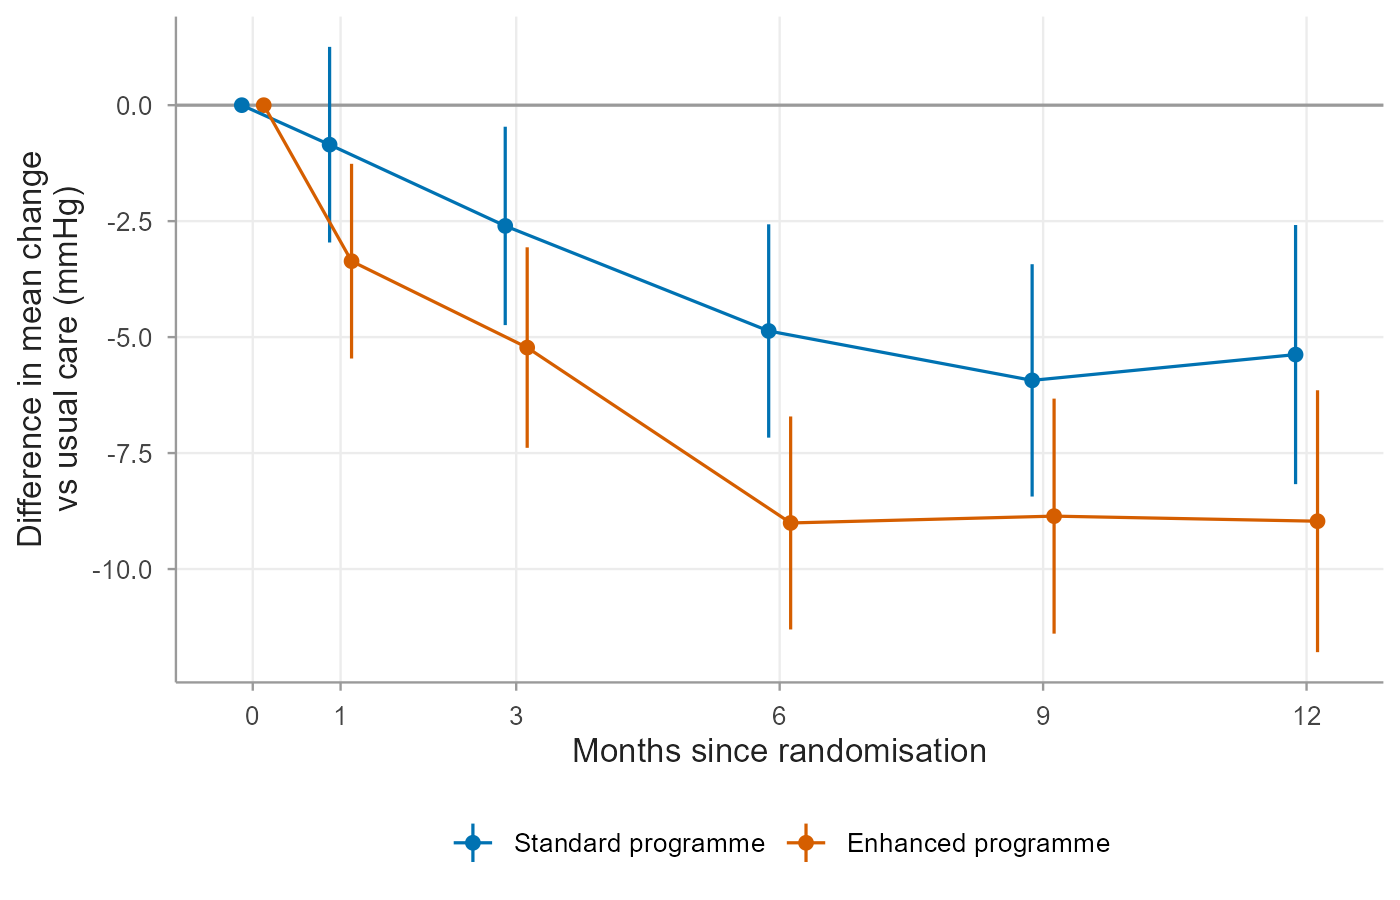 Difference in mean change
vs usual care (mmHg)
0.0
-2.5
-5.0
-7.5
-10.0
0 1 3 6 9 12
Months since randomisation
Standard programme Enhanced programme